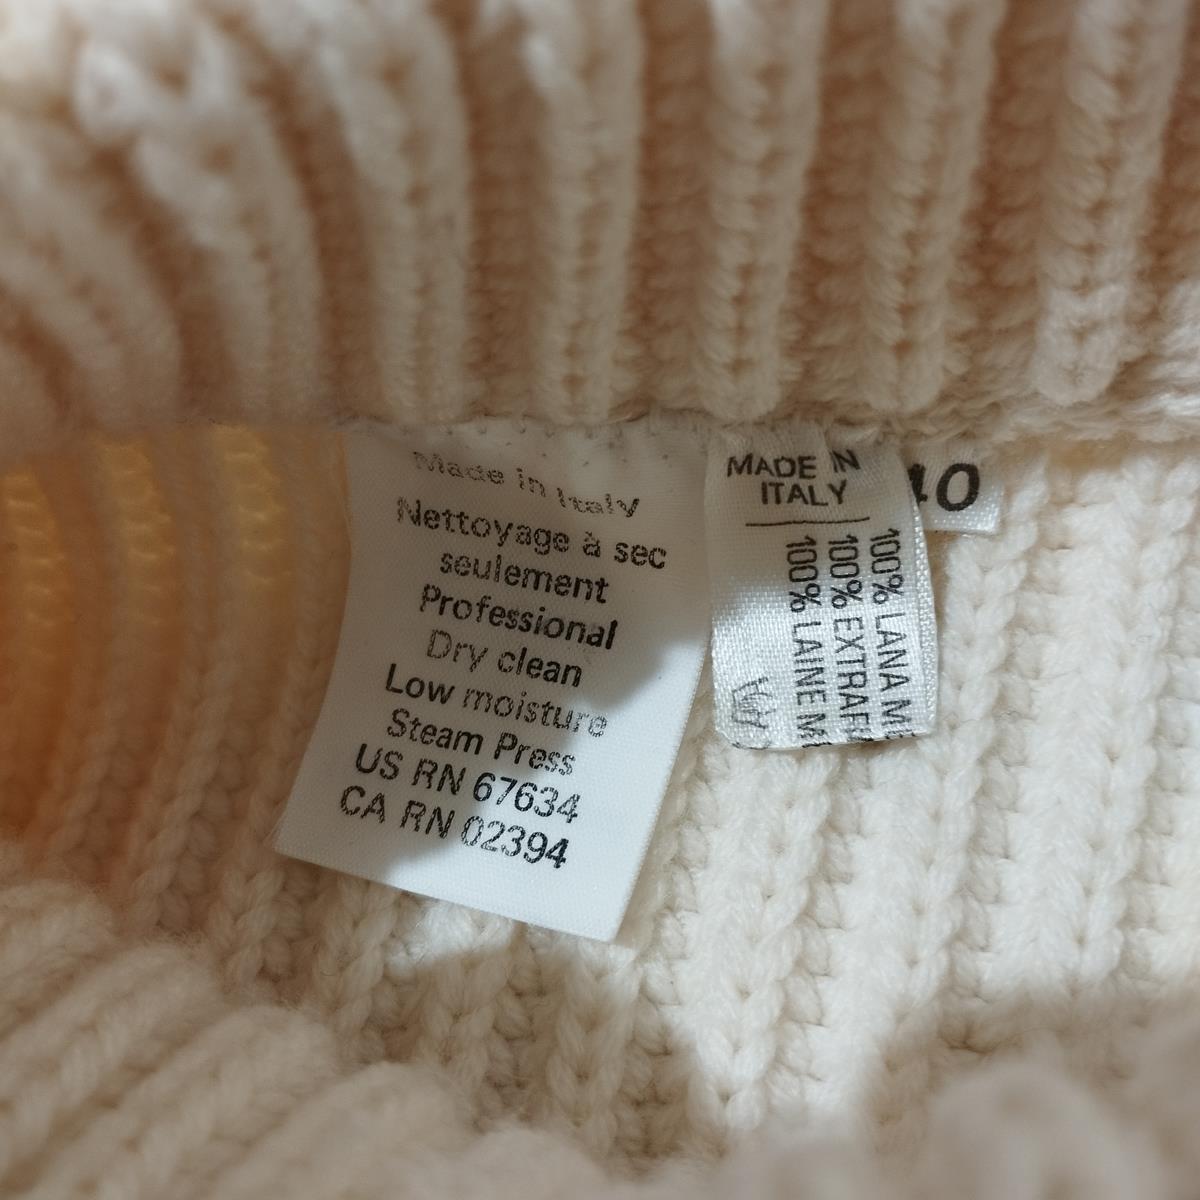 Made in Italy
Nettoyage à sec
seulement
Professional
Dry clean
Low moisture
Steam Press
US RN 67634
CA RN 02394
MADE IN
ITALY
100% LANA
100%
100% LAINE
40